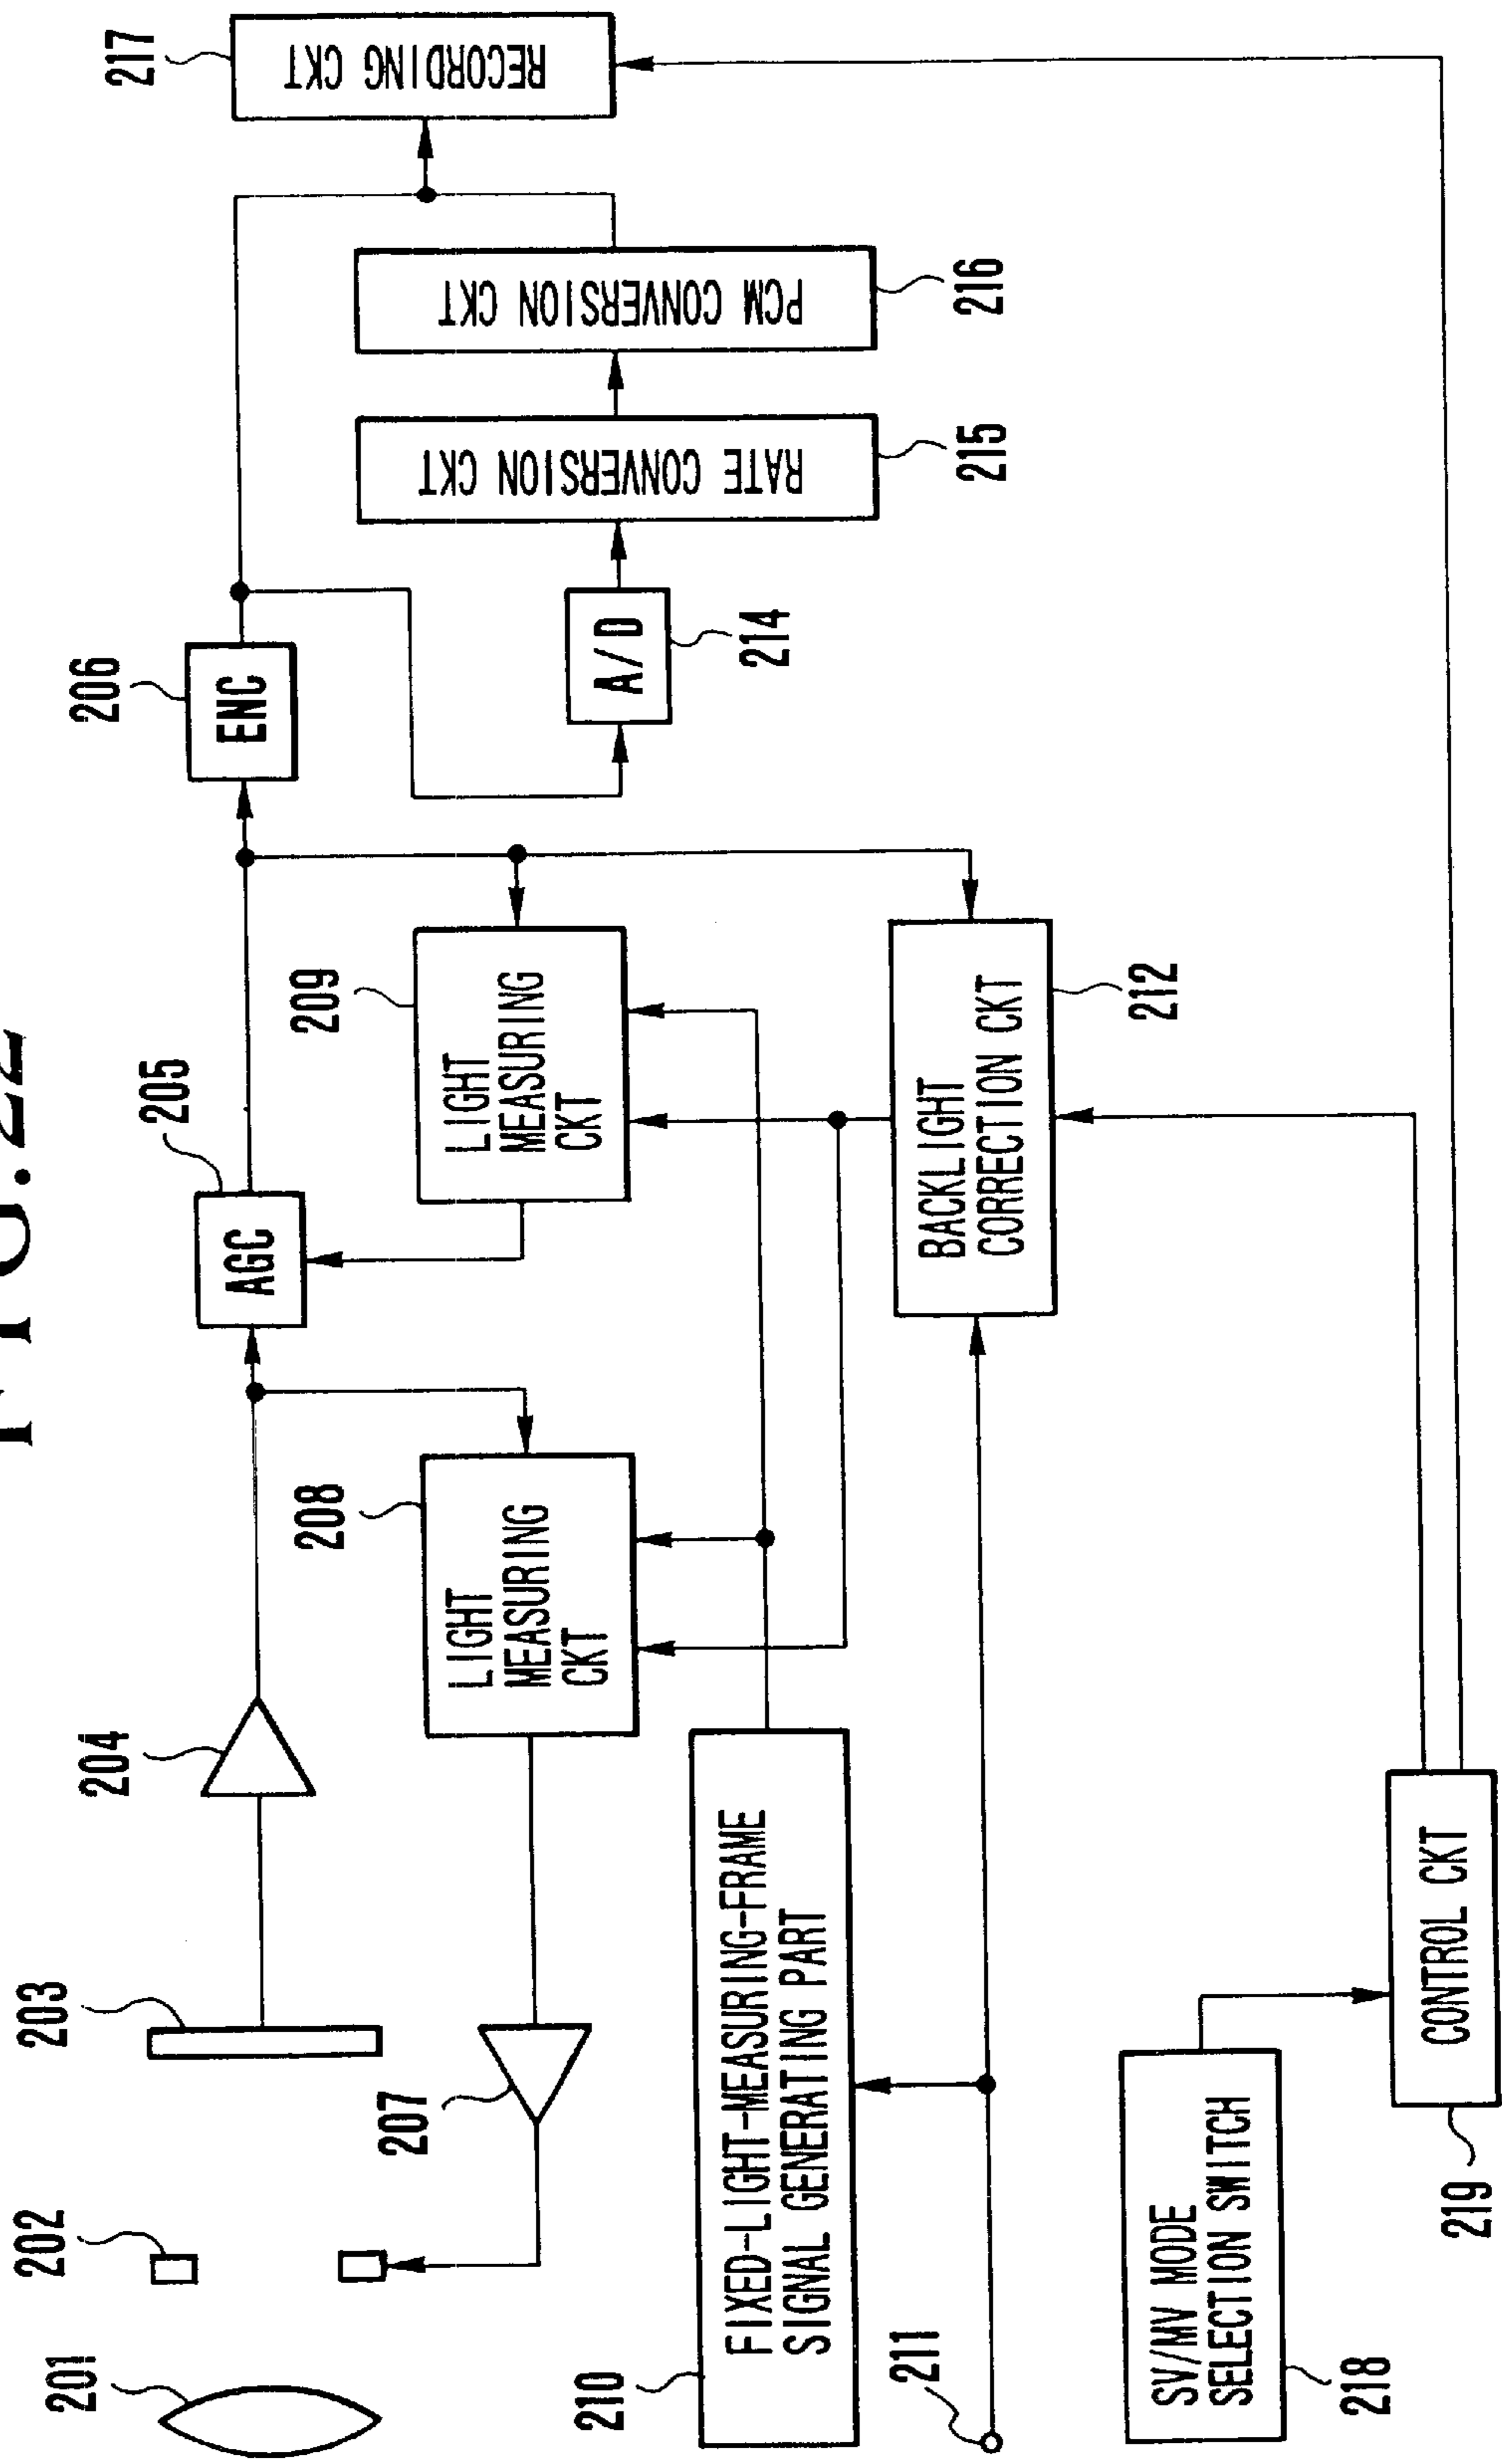 FIG.22
201
202
203
204
205
206
217
207
208
209
LIGHT
MEASURING
CKT
LIGHT
MEASURING
CKT
AGC
ENC
A/D
214
RATE CONVERSION CKT
215
PCM CONVERSION CKT
216
RECORDING CKT
210
FIXED-LIGHT-MEASURING-FRAME
SIGNAL GENERATING PART
211
BACKLIGHT
CORRECTION CKT
212
SV/MV MODE
SELECTION SWITCH
218
CONTROL CKT
219